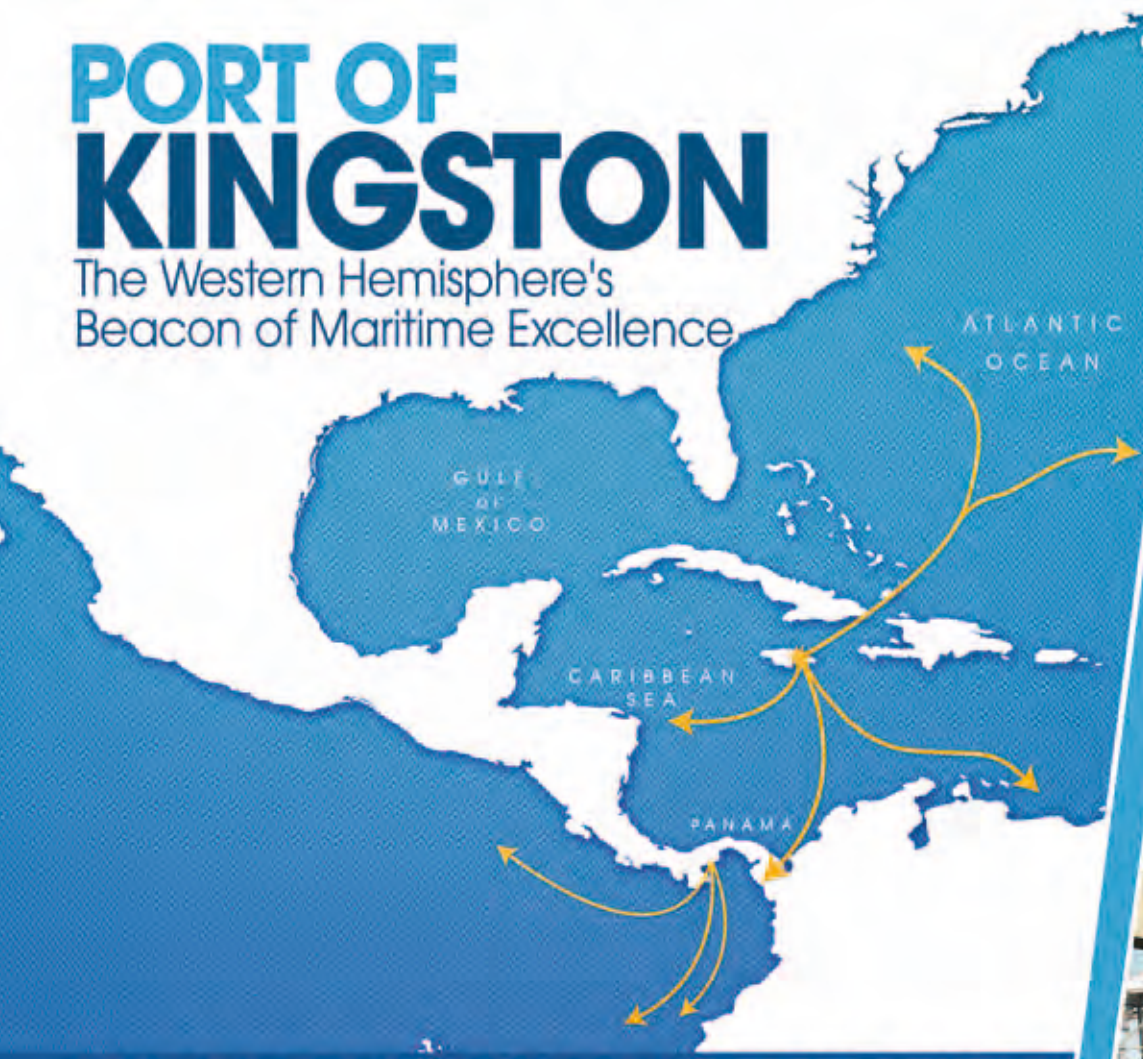 PORT OF
KINGSTON
The Western Hemisphere's
Beacon of Maritime Excellence
ATLANTIC
OCEAN
GULF
OF
MEXICO
CARIBBEAN
SEA
PANAMA